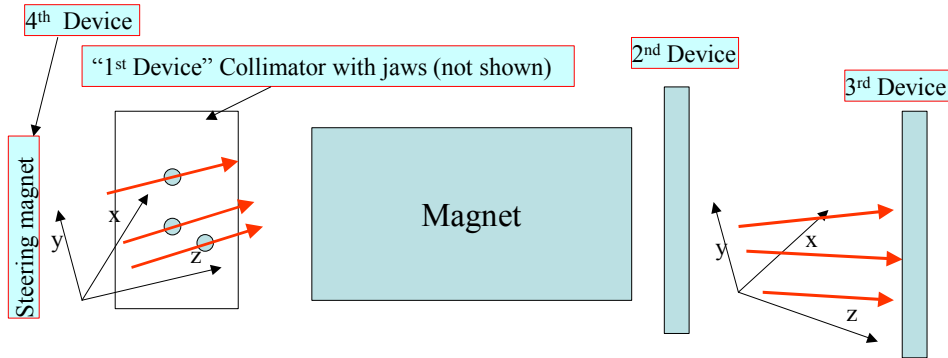 4th Device
“1st Device” Collimator with jaws (not shown)
2nd Device
3rd Device
Steering magnet
y
x
z
Magnet
y
x
z